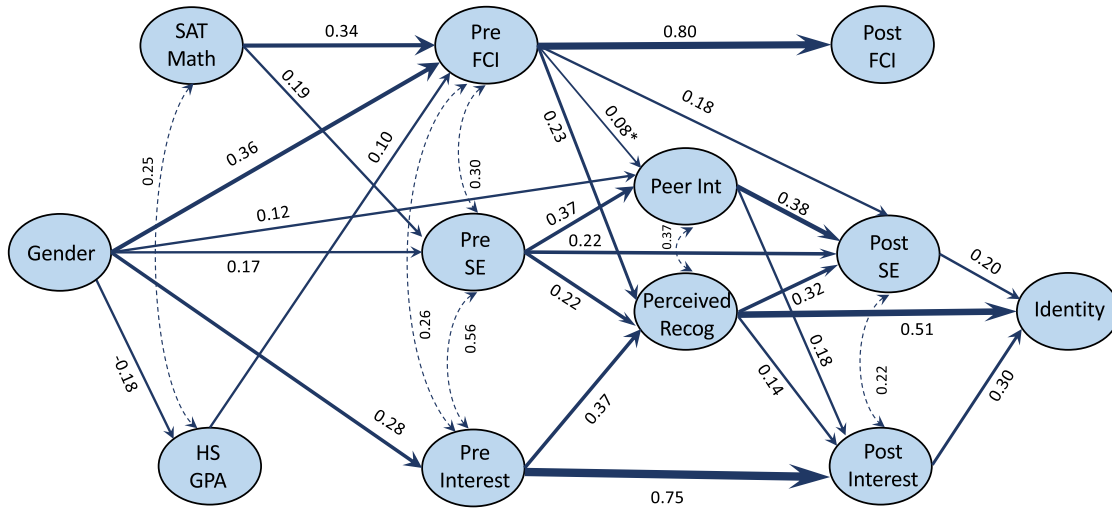 SAT
Math
Pre
FCI
Post
FCI
0.34
0.80
0.19
0.18
0.36
0.10
0.23
0.08*
0.25
0.30
Peer Int
0.12
0.37
0.38
Gender
Pre
SE
0.17
0.22
0.37
Post
SE
0.20
0.22
0.32
Perceived
Recog
0.51
Identity
0.26
0.56
-0.18
0.18
0.14
0.22
0.30
0.28
0.37
HS
GPA
Pre
Interest
0.75
Post
Interest